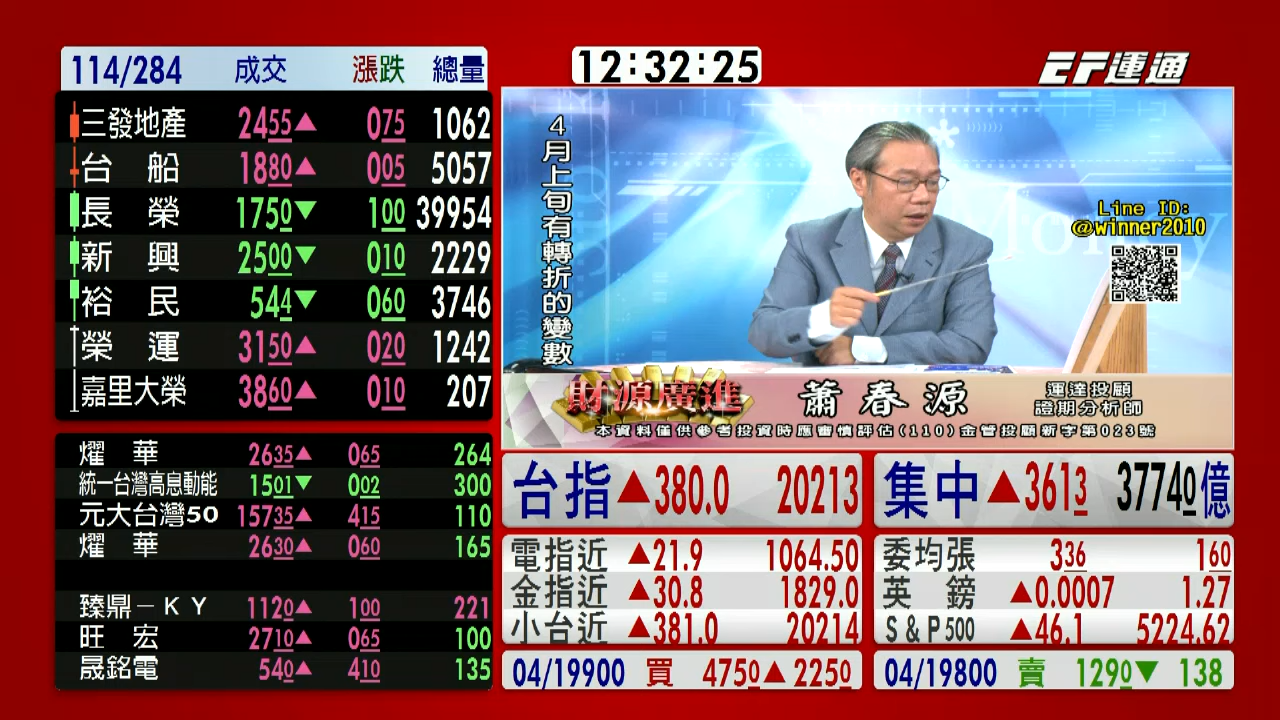 114/284 成交 漲跌 總量
三發地產 2455▲ 075 1062
台船 1880▲ 005 5057
長榮 1750▼ 100 39954
新興 2500▼ 010 2229
裕民 544▼ 060 3746
榮運 3150▲ 020 1242
嘉里大榮 3860▲ 010 207
燿華 2635▲ 065 264
統一台灣高息動能 1501▼ 002 300
元大台灣50 15735▲ 415 110
燿華 2630▲ 060 165
臻鼎－KY 1120▲ 100 221
旺宏 2710▲ 065 100
晟銘電 540▲ 410 135
12:32:25
EF運通
4月上旬有轉折的變數
Line ID:
@winner2010
Money
財源廣進
蕭春源
運達投顧
證期分析師
本資料僅供參考投資時應審慎評估(110)金管投顧新字第023號
台指▲380.0 20213
電指近 ▲21.9 1064.50
金指近 ▲30.8 1829.0
小台近 ▲381.0 20214
04/19900 買 4750▲2250
集中▲3613 37740億
委均張 336 160
英鎊 ▲0.0007 1.27
S&P500 ▲46.1 5224.62
04/19800 賣 1290▼ 138